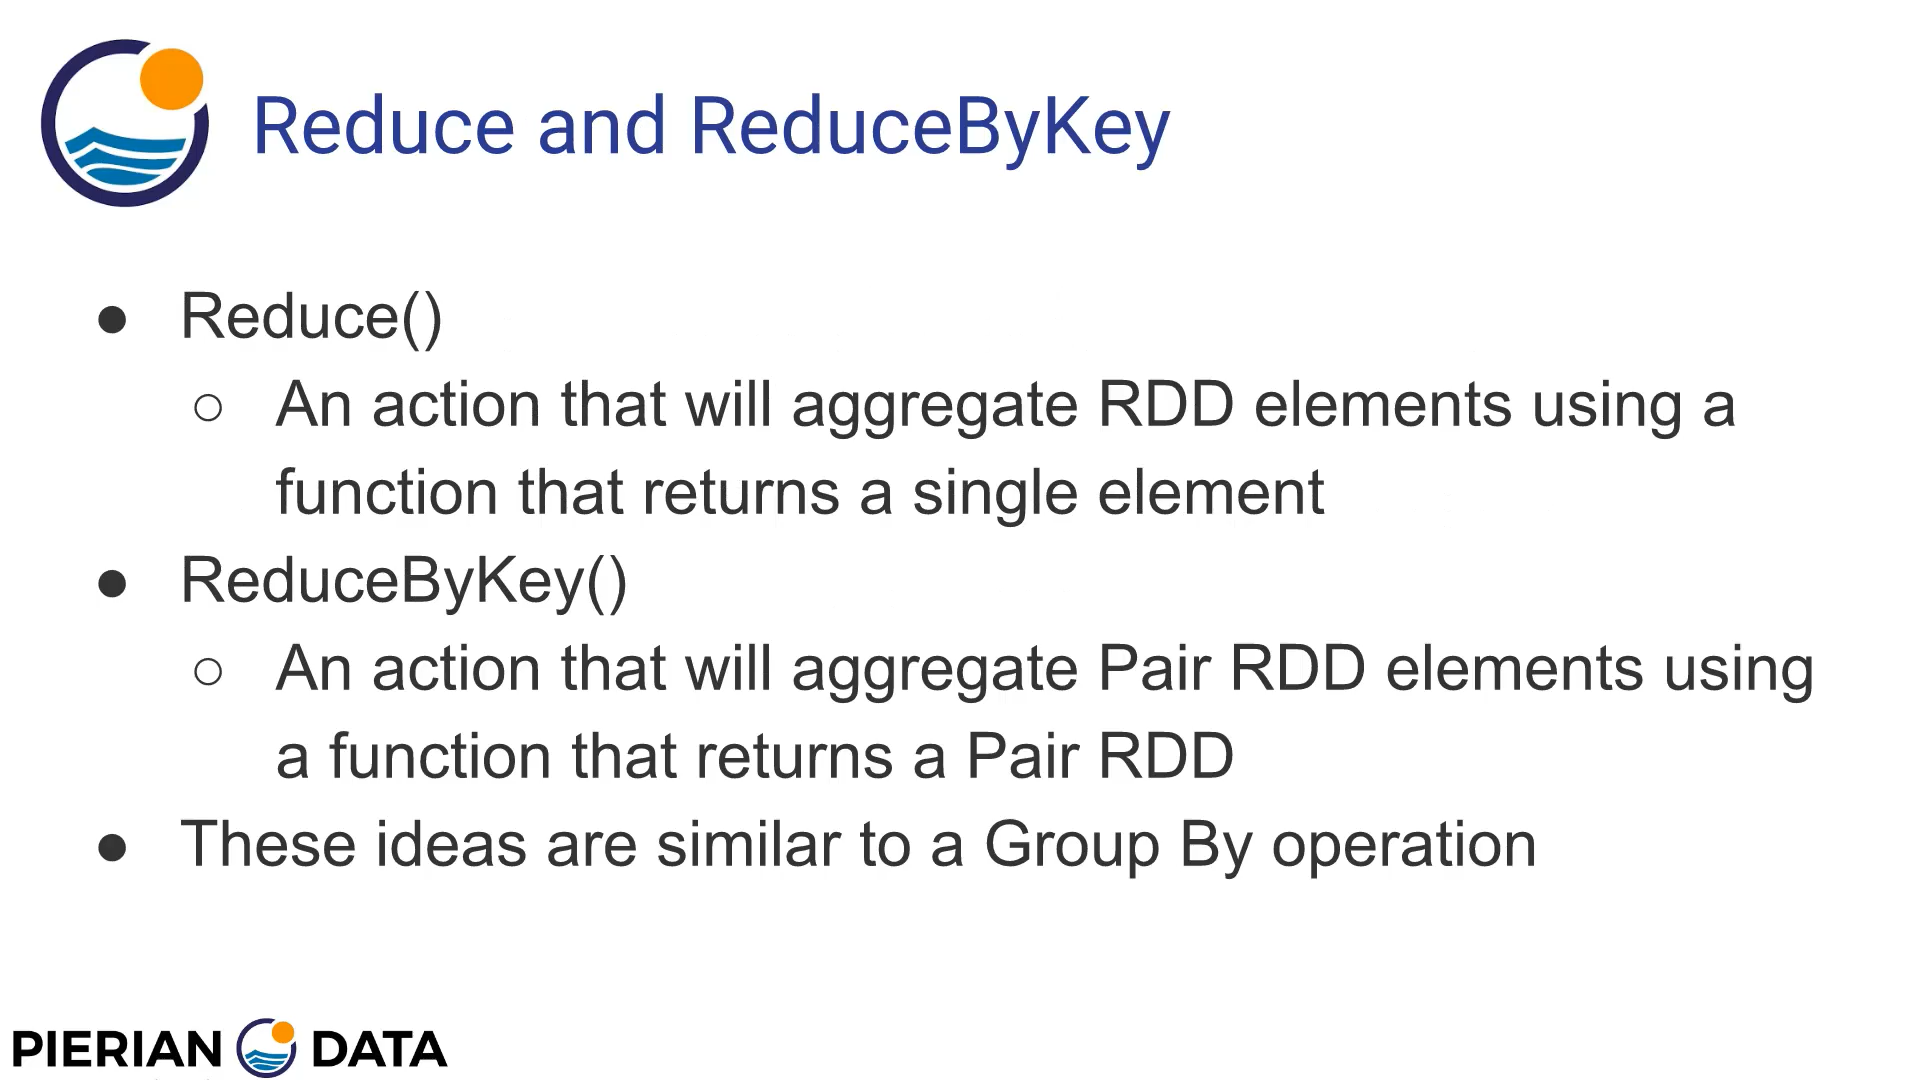 Reduce and ReduceByKey
● Reduce()
○ An action that will aggregate RDD elements using a
function that returns a single element
● ReduceByKey()
○ An action that will aggregate Pair RDD elements using
a function that returns a Pair RDD
● These ideas are similar to a Group By operation
PIERIAN DATA